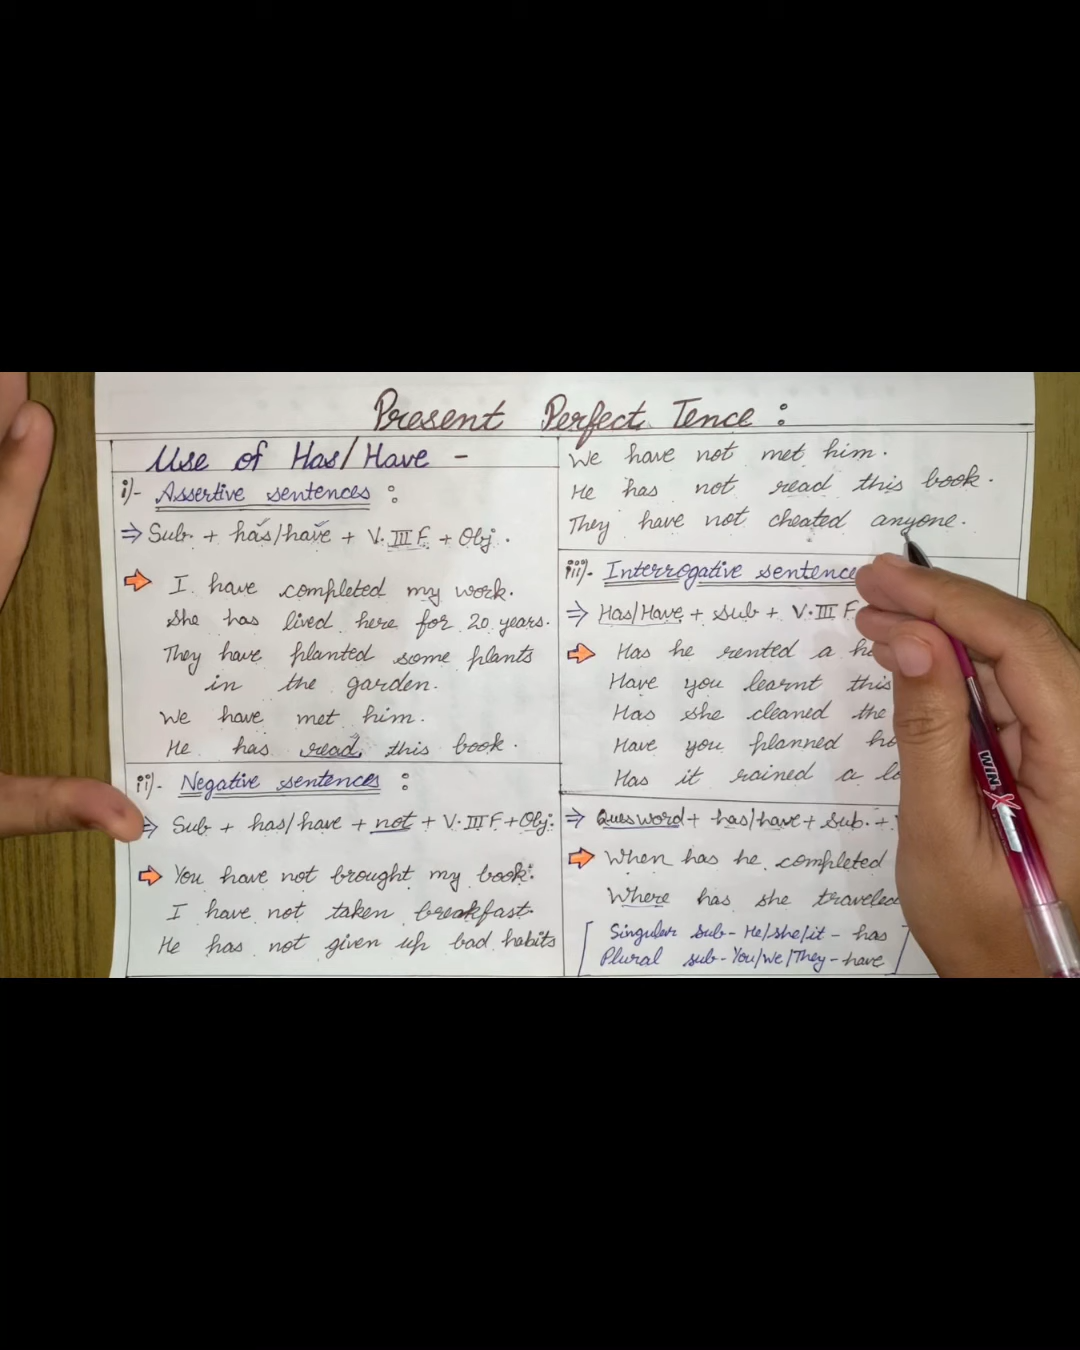 Present Perfect Tence :
Use of Has/Have -
i)- Assertive sentences :
⇒ Sub + has/have + V.III F + Obj.
I have completed my work.
She has lived here for 20 years.
They have planted some plants
in the garden.
We have met him.
He has read this book.
ii)- Negative sentences :
⇒ Sub + has/have + not + V.III F + Obj.
You have not brought my book.
I have not taken breakfast.
He has not given up bad habits
We have not met him.
He has not read this book.
They have not cheated anyone.
iii)- Interrogative sentence
⇒ Has/Have + Sub + V.III F
Has he rented a
Have you learnt this
Has she cleaned the
Have you planned
Has it rained a
⇒ Ques word + has/have + sub. +
When has he completed
Where has she
Singuler sub - He/she/it - has
Plural sub - You/We/They - have
WIN X